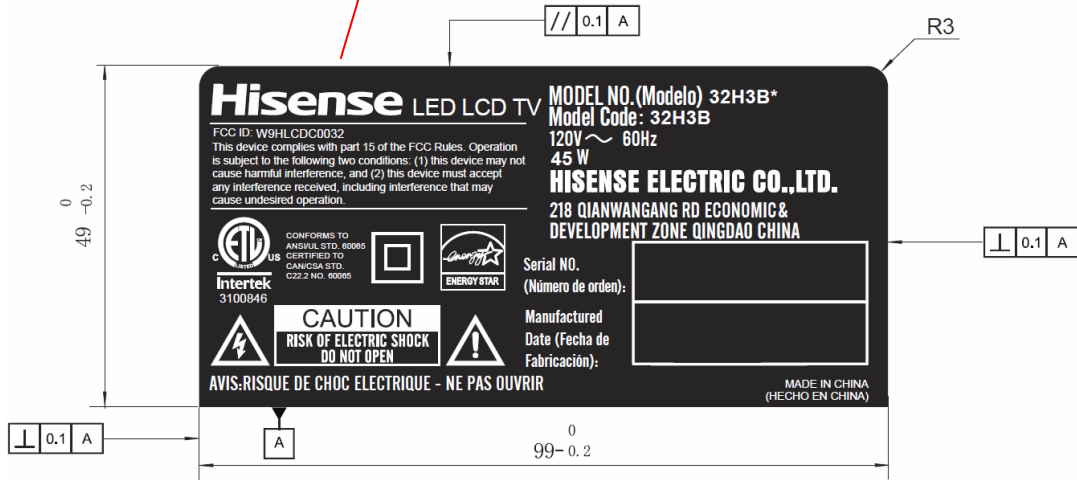 // 0.1 A
R3
Hisense LED LCD TV
MODEL NO.(Modelo) 32H3B*
Model Code: 32H3B
120V ～ 60Hz
45 W
HISENSE ELECTRIC CO.,LTD.
218 QIANWANGANG RD ECONOMIC &
DEVELOPMENT ZONE QINGDAO CHINA
FCC ID: W9HLCDC0032
This device complies with part 15 of the FCC Rules. Operation
is subject to the following two conditions: (1) this device may not
cause harmful interference, and (2) this device must accept
any interference received, including interference that may
cause undesired operation.
0
49 -0.2
⊥ 0.1 A
C ETL US
LISTED
Intertek
3100846
CONFORMS TO
ANSI/UL STD. 60065
CERTIFIED TO
CAN/CSA STD.
C22.2 NO. 60065
energy
ENERGY STAR
Serial NO.
(Número de orden):
Manufactured
Date (Fecha de
Fabricación):
CAUTION
RISK OF ELECTRIC SHOCK
DO NOT OPEN
AVIS:RISQUE DE CHOC ELECTRIQUE - NE PAS OUVRIR
MADE IN CHINA
(HECHO EN CHINA)
⊥ 0.1 A
A
0
99-0.2